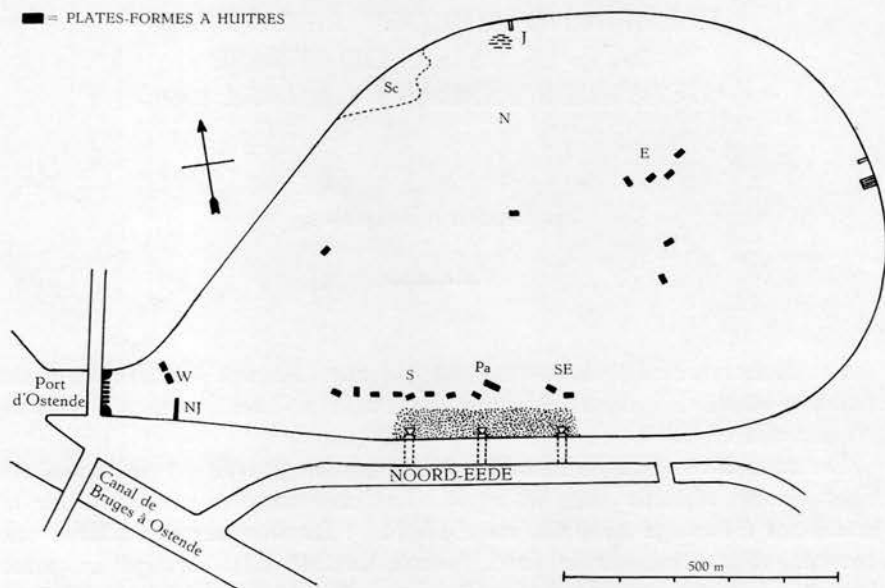 = PLATES-FORMES A HUITRES
J
Sc
N
E
W
NJ
S
Pa
SE
Port
d'Ostende
NOORD-EEDE
Canal de
Bruges à Ostende
500 m